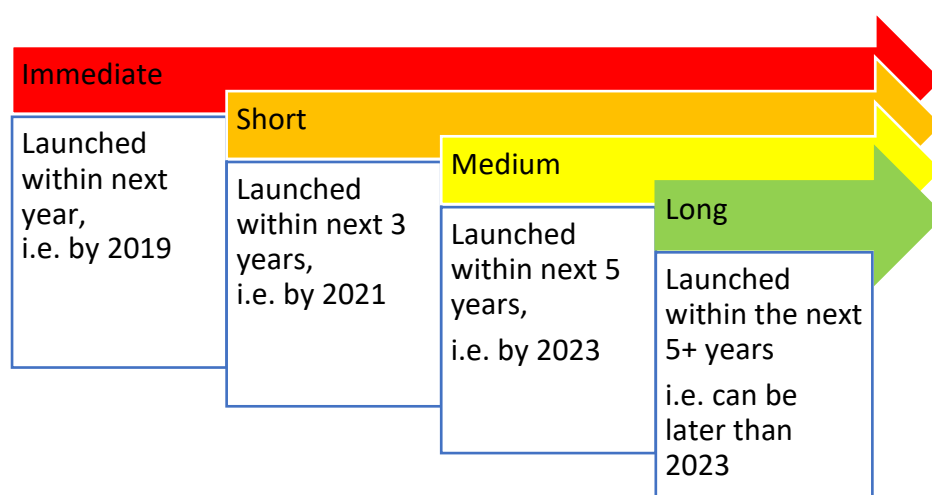 Immediate
Launched
within next
year,
i.e. by 2019
Short
Launched
within next 3
years,
i.e. by 2021
Medium
Launched
within next 5
years,
i.e. by 2023
Long
Launched
within the next
5+ years
i.e. can be
later than
2023